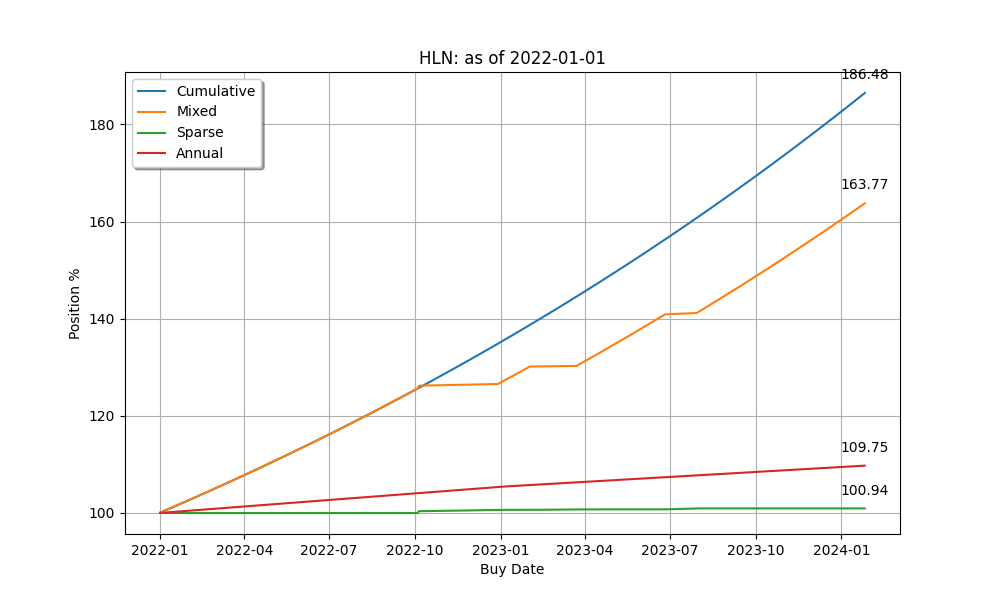 HLN: as of 2022-01-01
186.48
Cumulative
Mixed
Sparse
Annual
180
163.77
160
Position %
140
120
109.75
100.94
100
2022-01 2022-04 2022-07 2022-10 2023-01 2023-04 2023-07 2023-10 2024-01
Buy Date